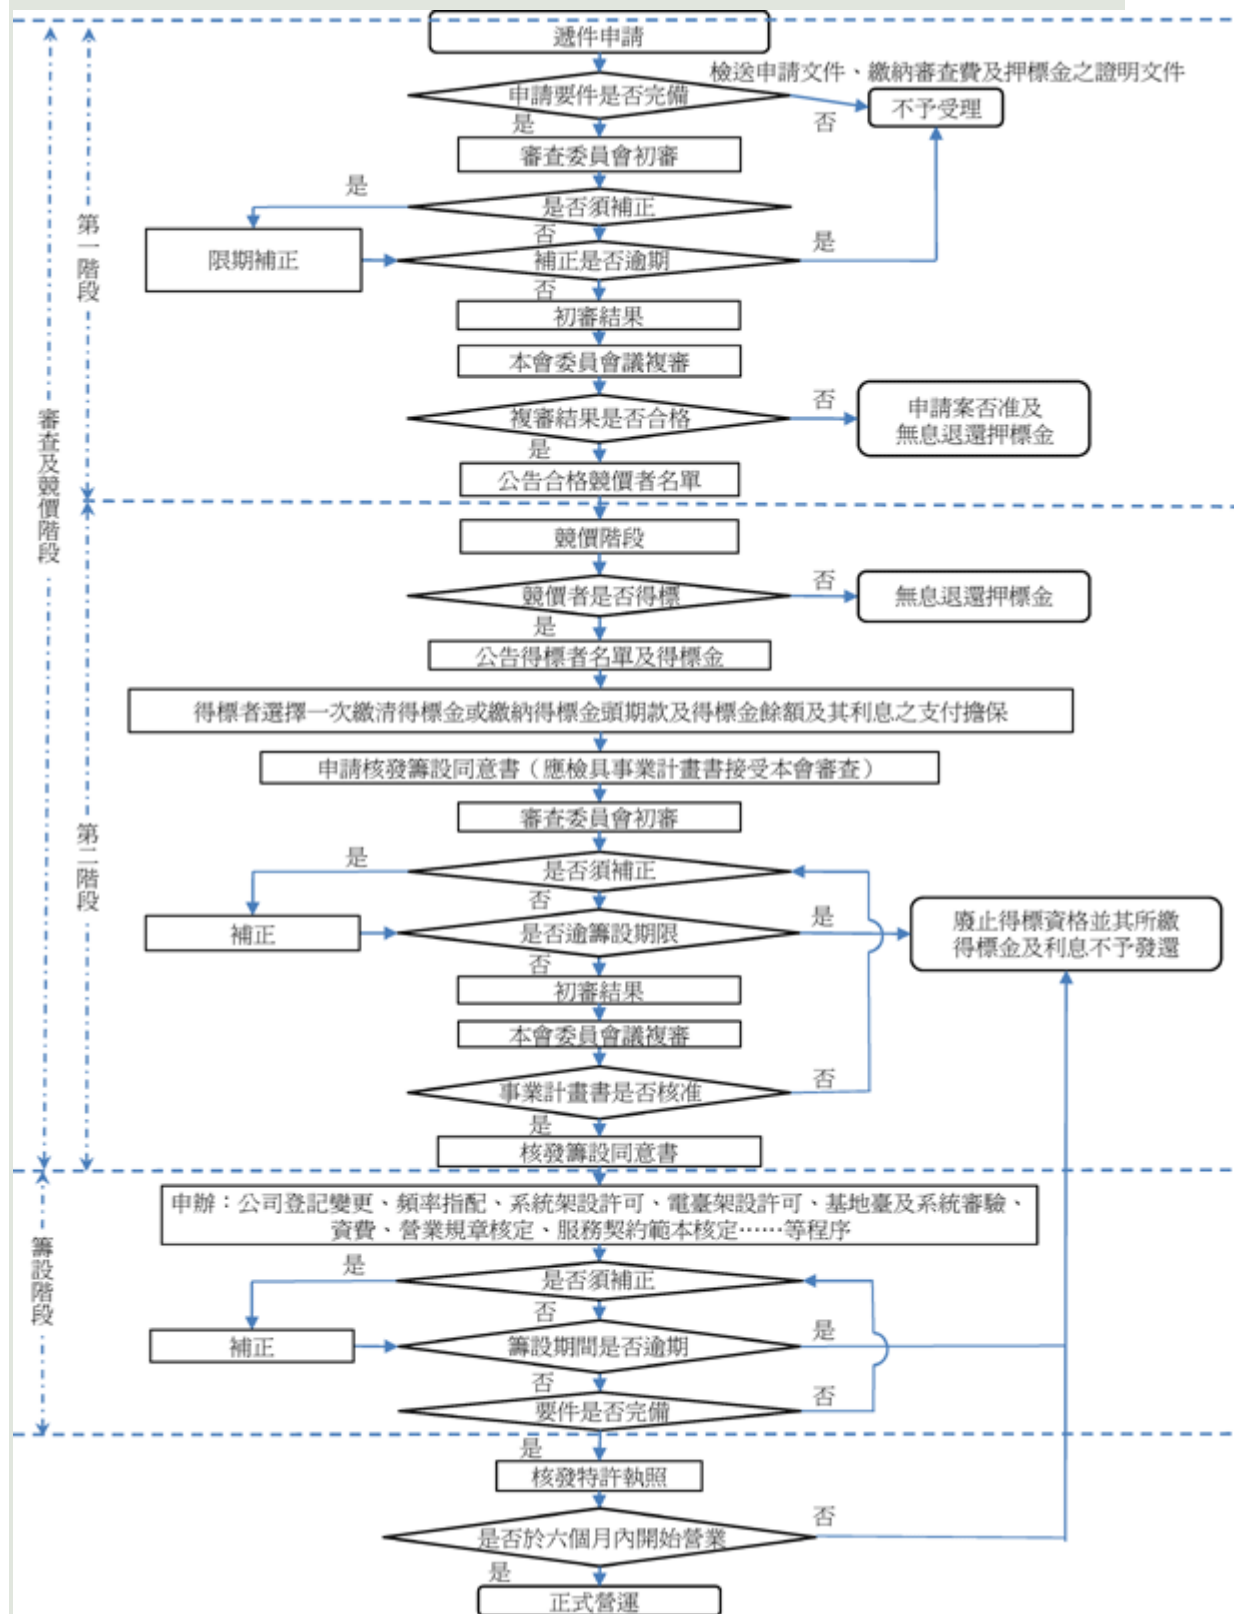 遞件申請
檢送申請文件、繳納審查費及押標金之證明文件
申請要件是否完備
不予受理
是
否
審查委員會初審
是
是否須補正
否
是
限期補正
補正是否逾期
否
初審結果
本會委員會議複審
複審結果是否合格
否
申請案否准及
無息退還押標金
是
公告合格競價者名單
第一階段
審查及競價階段
競價階段
競價者是否得標
否
無息退還押標金
是
公告得標者名單及得標金
得標者選擇一次繳清得標金或繳納得標金頭期款及得標金餘額及其利息之支付擔保
申請核發籌設同意書（應檢具事業計畫書接受本會審查）
審查委員會初審
第二階段
是
是否須補正
否
補正
是否逾籌設期限
是
廢止得標資格並其所繳
得標金及利息不予發還
否
初審結果
本會委員會議複審
事業計畫書是否核准
否
是
核發籌設同意書
申辦：公司登記變更、頻率指配、系統架設許可、電臺架設許可、基地臺及系統審驗、
資費、營業規章核定、服務契約範本核定……等程序
籌設階段
是
是否須補正
否
補正
籌設期間是否逾期
是
否
要件是否完備
否
是
核發特許執照
是否於六個月內開始營業
否
是
正式營運